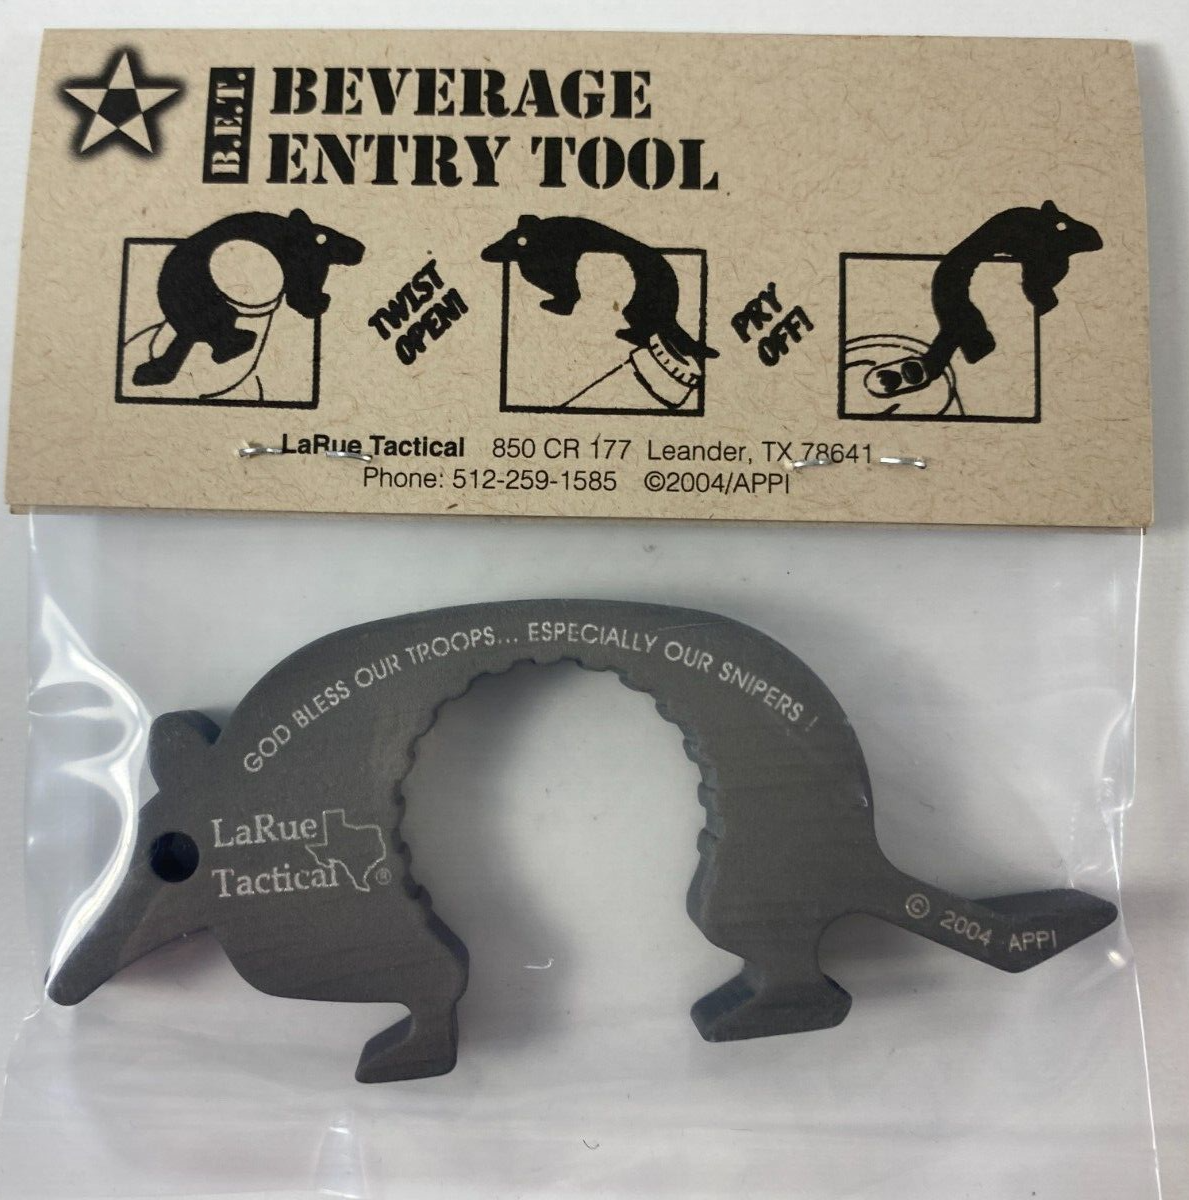 B.E.T.
BEVERAGE
ENTRY TOOL
TWIST
OPEN!
PRY
OFF!
LaRue Tactical 850 CR 177 Leander, TX 78641
Phone: 512-259-1585 ©2004/APPI
GOD BLESS OUR TROOPS... ESPECIALLY OUR SNIPERS !
LaRue
Tactical ®
© 2004 APPI